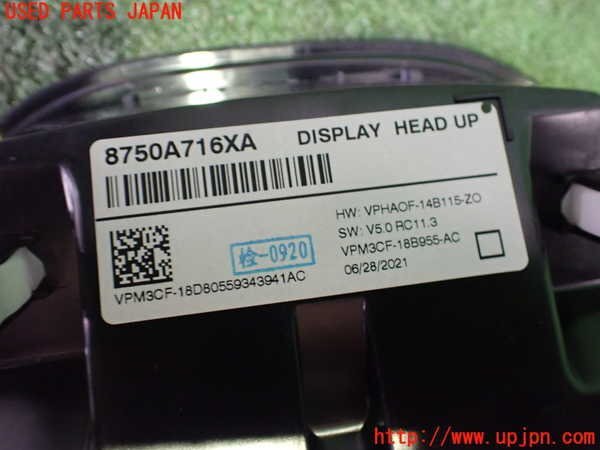 USED PARTS JAPAN
8750A716XA DISPLAY HEAD UP
HW: VPHAOF-14B115-ZO
SW: V5.0 RC11.3
VPM3CF-18B955-AC
06/28/2021
検-0920
VPM3CF-18D80559343941AC
http://www.upjpn.com